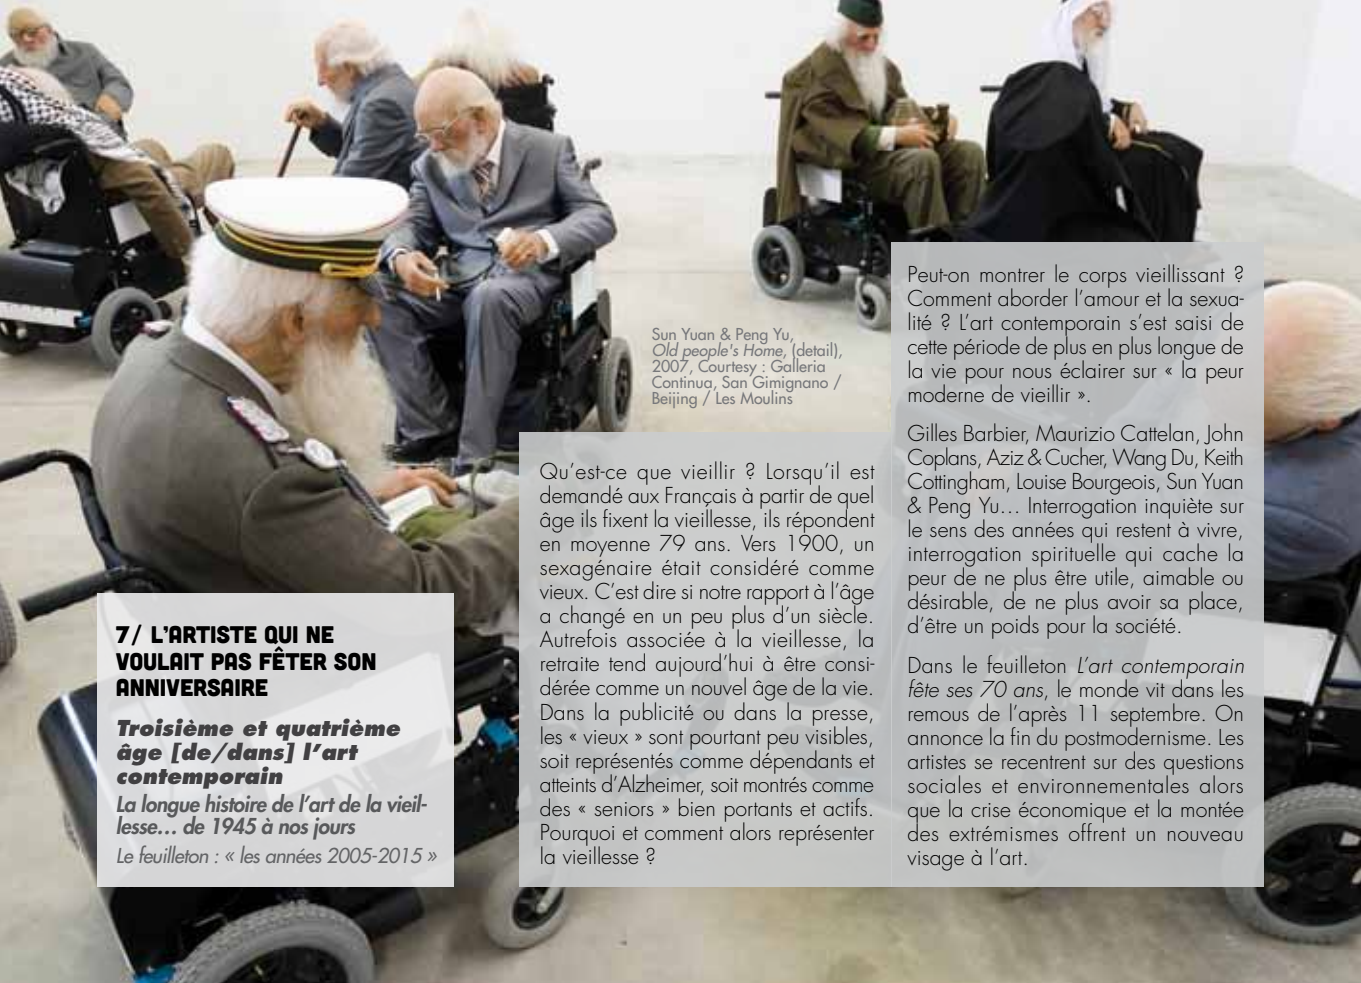 7/ L'ARTISTE QUI NE
VOULAIT PAS FÊTER SON
ANNIVERSAIRE
Troisième et quatrième
âge [de/dans] l'art
contemporain
La longue histoire de l'art de la vieil-
lesse... de 1945 à nos jours
Le feuilleton : « les années 2005-2015 »
Sun Yuan & Peng Yu,
Old people's Home, (detail),
2007, Courtesy : Galleria
Continua, San Gimignano /
Beijing / Les Moulins
Qu'est-ce que vieillir ? Lorsqu'il est
demandé aux Français à partir de quel
âge ils fixent la vieillesse, ils répondent
en moyenne 79 ans. Vers 1900, un
sexagénaire était considéré comme
vieux. C'est dire si notre rapport à l'âge
a changé en un peu plus d'un siècle.
Autrefois associée à la vieillesse, la
retraite tend aujourd'hui à être consi-
dérée comme un nouvel âge de la vie.
Dans la publicité ou dans la presse,
les « vieux » sont pourtant peu visibles,
soit représentés comme dépendants et
atteints d'Alzheimer, soit montrés comme
des « seniors » bien portants et actifs.
Pourquoi et comment alors représenter
la vieillesse ?
Peut-on montrer le corps vieillissant ?
Comment aborder l'amour et la sexua-
lité ? L'art contemporain s'est saisi de
cette période de plus en plus longue de
la vie pour nous éclairer sur « la peur
moderne de vieillir ».
Gilles Barbier, Maurizio Cattelan, John
Coplans, Aziz & Cucher, Wang Du, Keith
Cottingham, Louise Bourgeois, Sun Yuan
& Peng Yu... Interrogation inquiète sur
le sens des années qui restent à vivre,
interrogation spirituelle qui cache la
peur de ne plus être utile, aimable ou
désirable, de ne plus avoir sa place,
d'être un poids pour la société.
Dans le feuilleton L'art contemporain
fête ses 70 ans, le monde vit dans les
remous de l'après 11 septembre. On
annonce la fin du postmodernisme. Les
artistes se recentrent sur des questions
sociales et environnementales alors
que la crise économique et la montée
des extrémismes offrent un nouveau
visage à l'art.